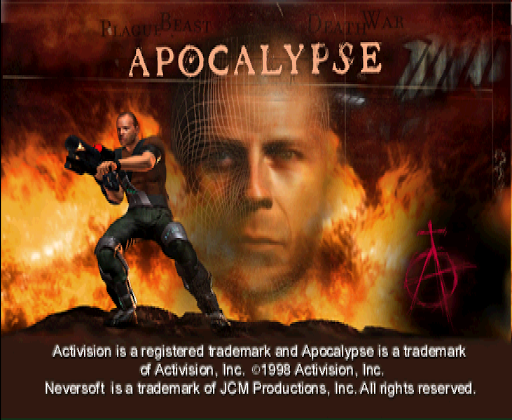 PLAGUE BEAST DEATH WAR
APOCALYPSE
Activision is a registered trademark and Apocalypse is a trademark
of Activision, Inc. ©1998 Activision, Inc.
Neversoft is a trademark of JCM Productions, Inc. All rights reserved.